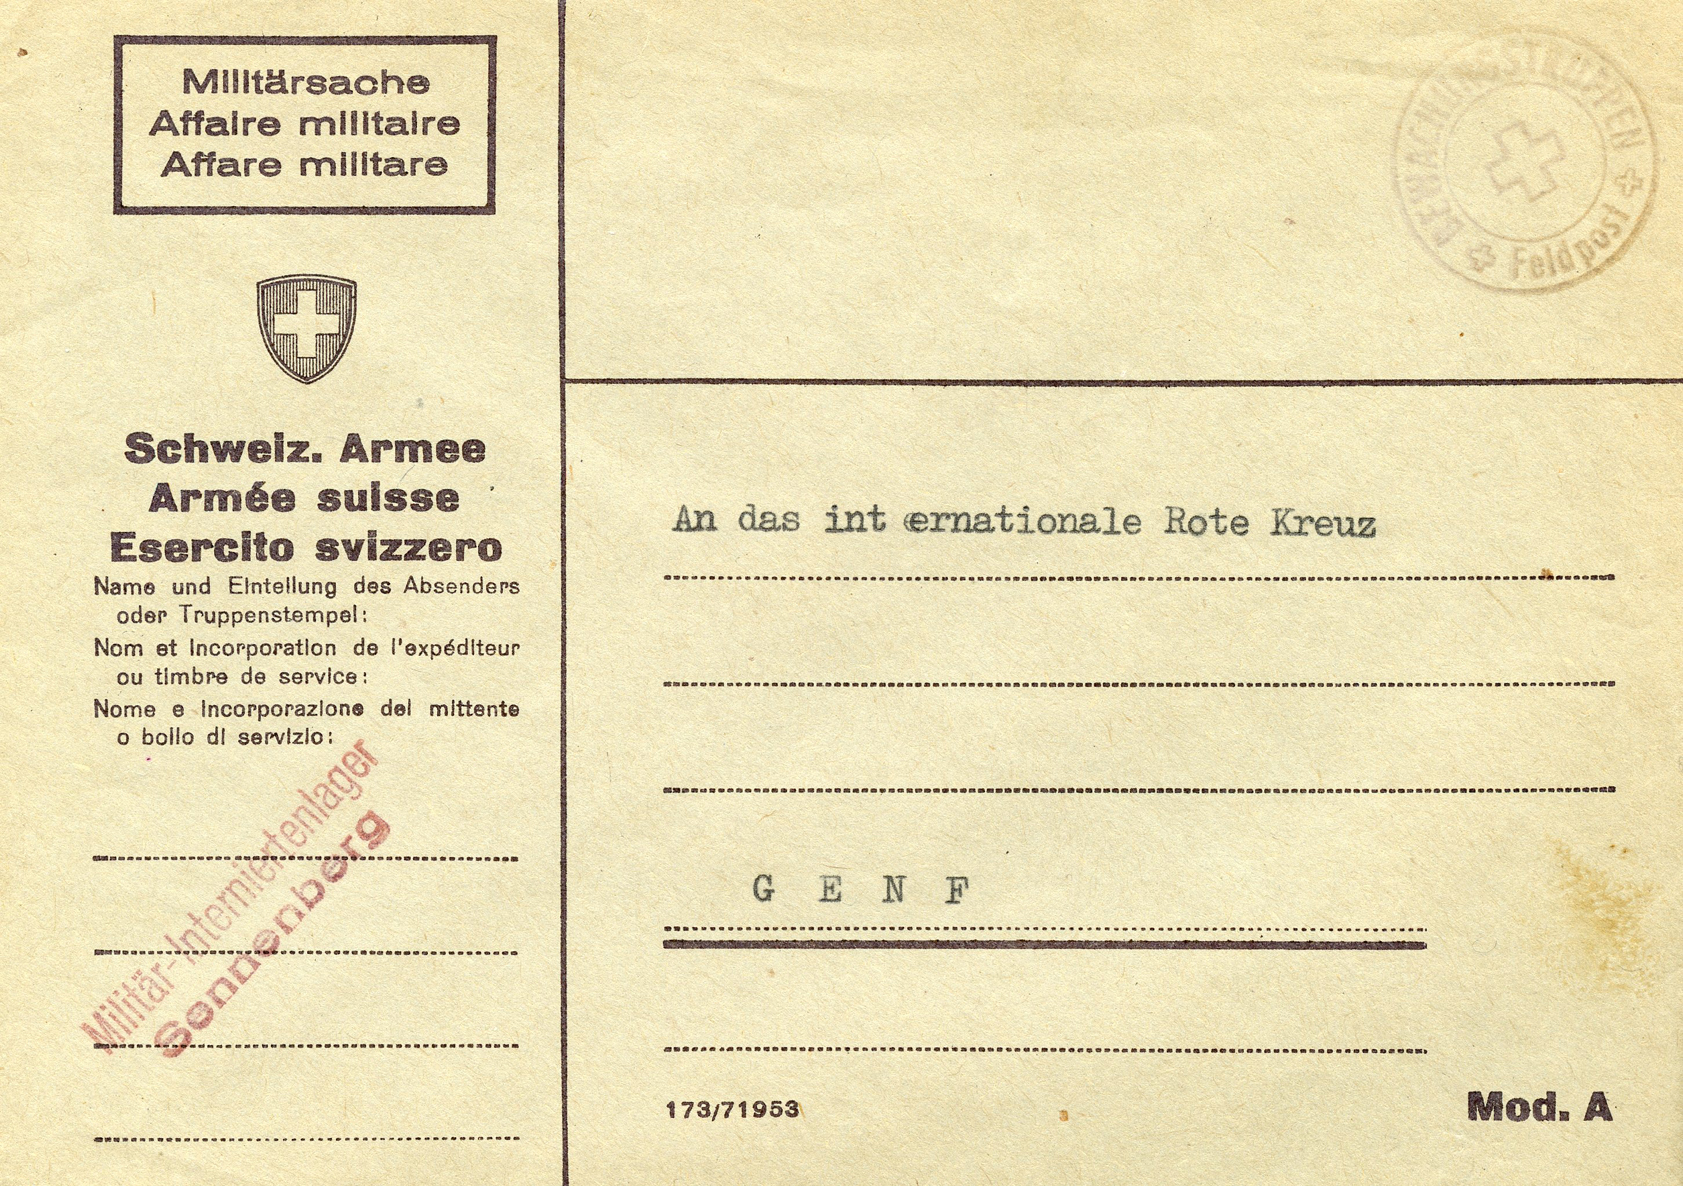 Militärsache
Affaire militaire
Affare militare
Schweiz. Armee
Armée suisse
Esercito svizzero
Name und Einteilung des Absenders
oder Truppenstempel:
Nom et incorporation de l'expéditeur
ou timbre de service:
Nome e incorporazione del mittente
o bollo di servizio:
Militär-Interniertenlager
Sonnenberg
BEWACHUNGSTRUPPEN
Feldpost
An das int ernationale Rote Kreuz
G E N F
173/71953
Mod. A